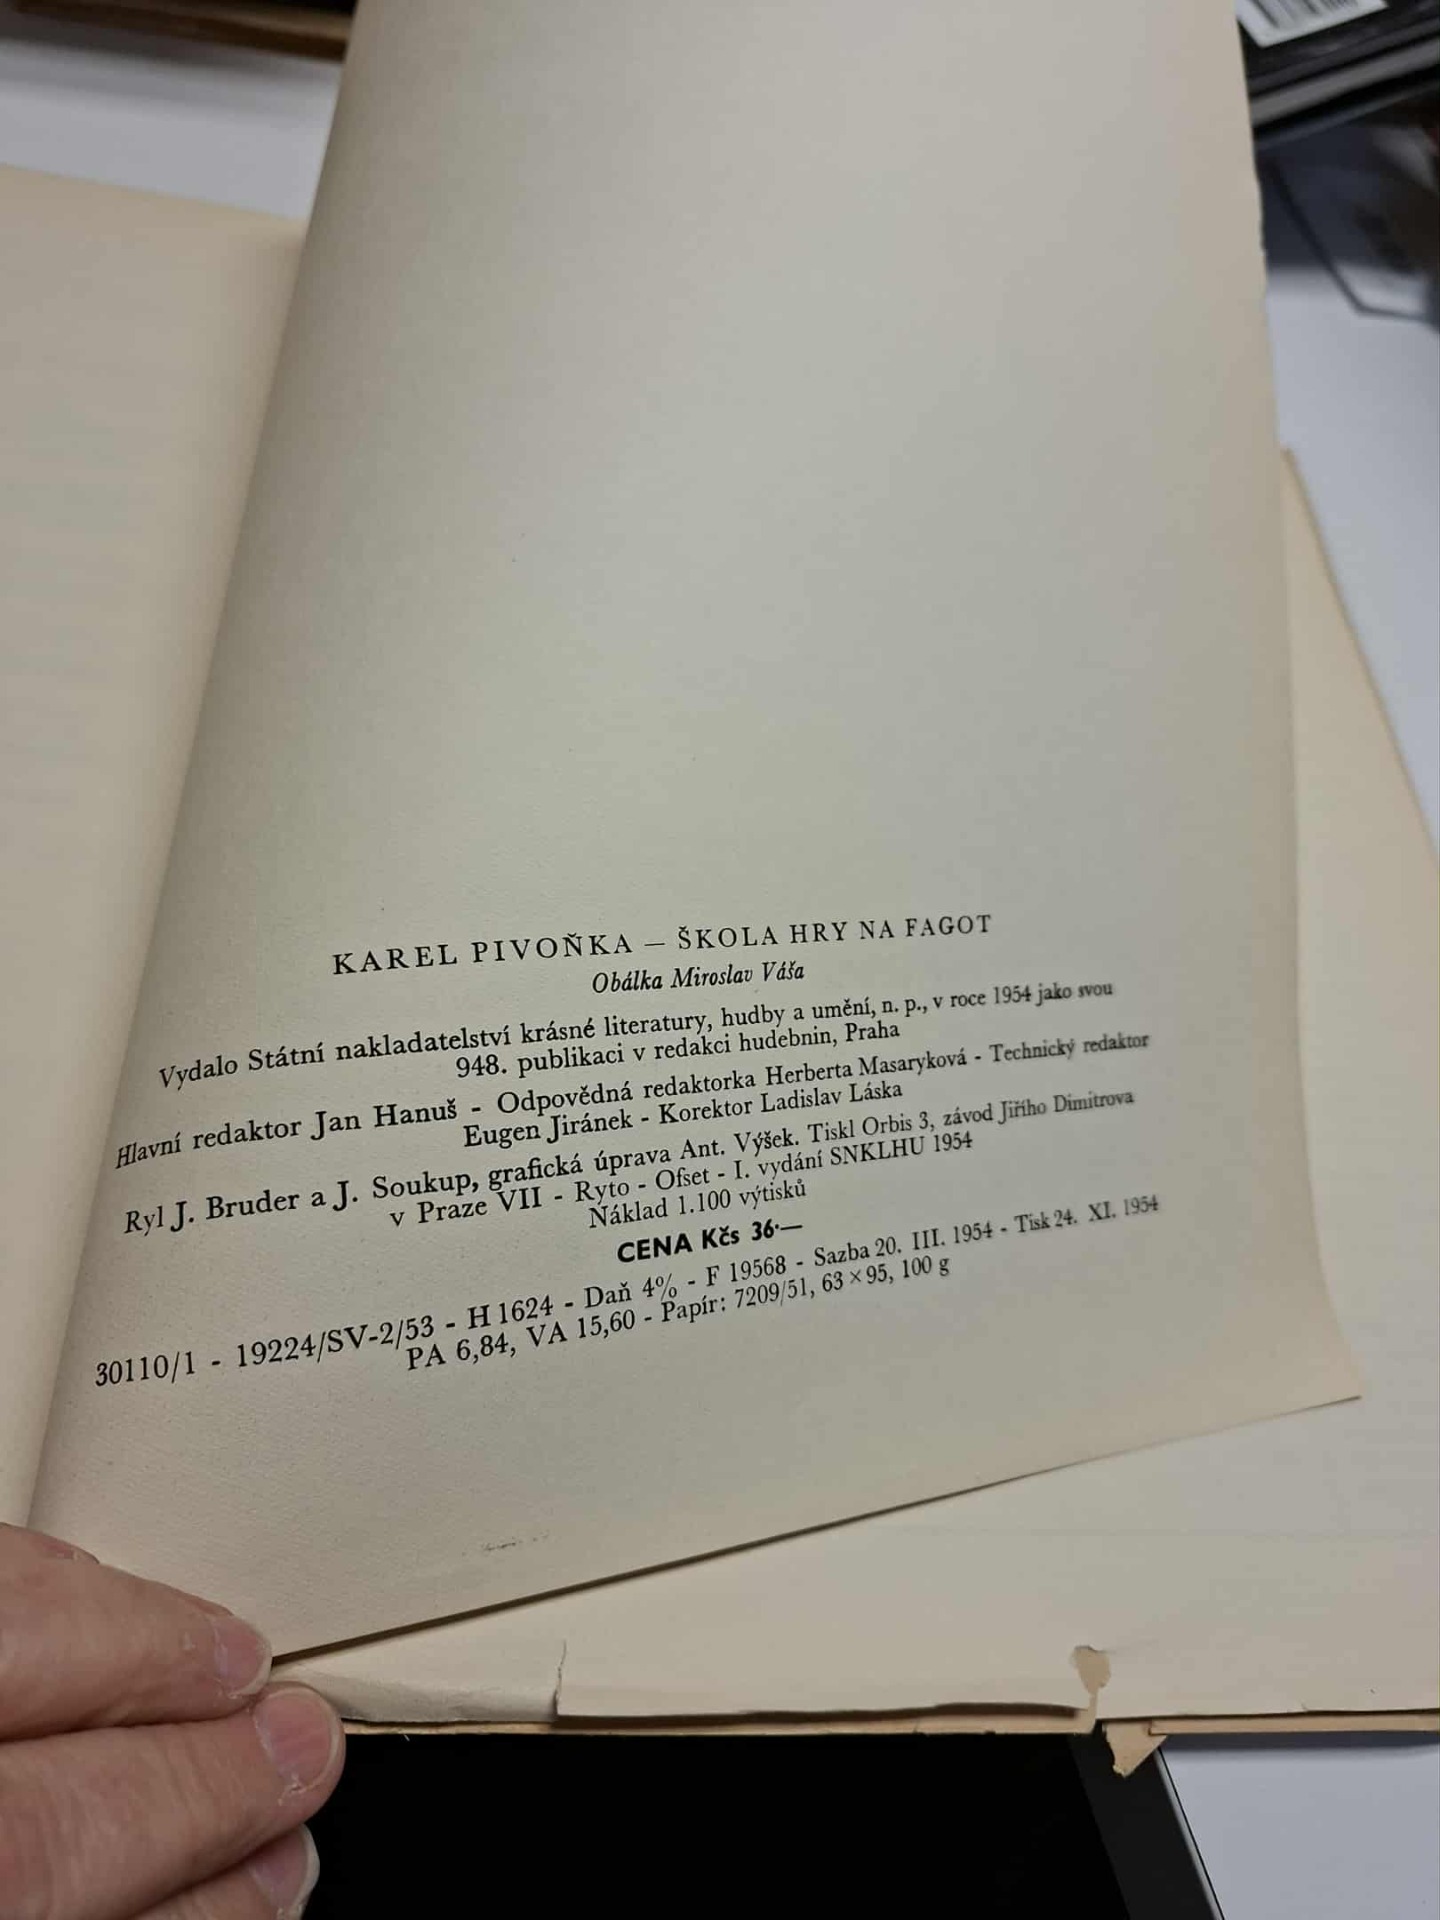 KAREL PIVOŇKA — ŠKOLA HRY NA FAGOT
Obálka Miroslav Váša
Vydalo Státní nakladatelství krásné literatury, hudby a umění, n. p., v roce 1954 jako svou
948. publikaci v redakci hudebnin, Praha
Hlavní redaktor Jan Hanuš - Odpovědná redaktorka Herberta Masaryková - Technický redaktor
Eugen Jiránek - Korektor Ladislav Láska
Ryl J. Bruder a J. Soukup, grafická úprava Ant. Výšek. Tiskl Orbis 3, závod Jiřího Dimitrova
v Praze VII - Ryto - Ofset - I. vydání SNKLHU 1954
Náklad 1.100 výtisků
CENA Kčs 36·—
30110/1 - 19224/SV-2/53 - H 1624 - Daň 4% - F 19568 - Sazba 20. III. 1954 - Tisk 24. XI. 1954
PA 6,84, VA 15,60 - Papír: 7209/51, 63 × 95, 100 g